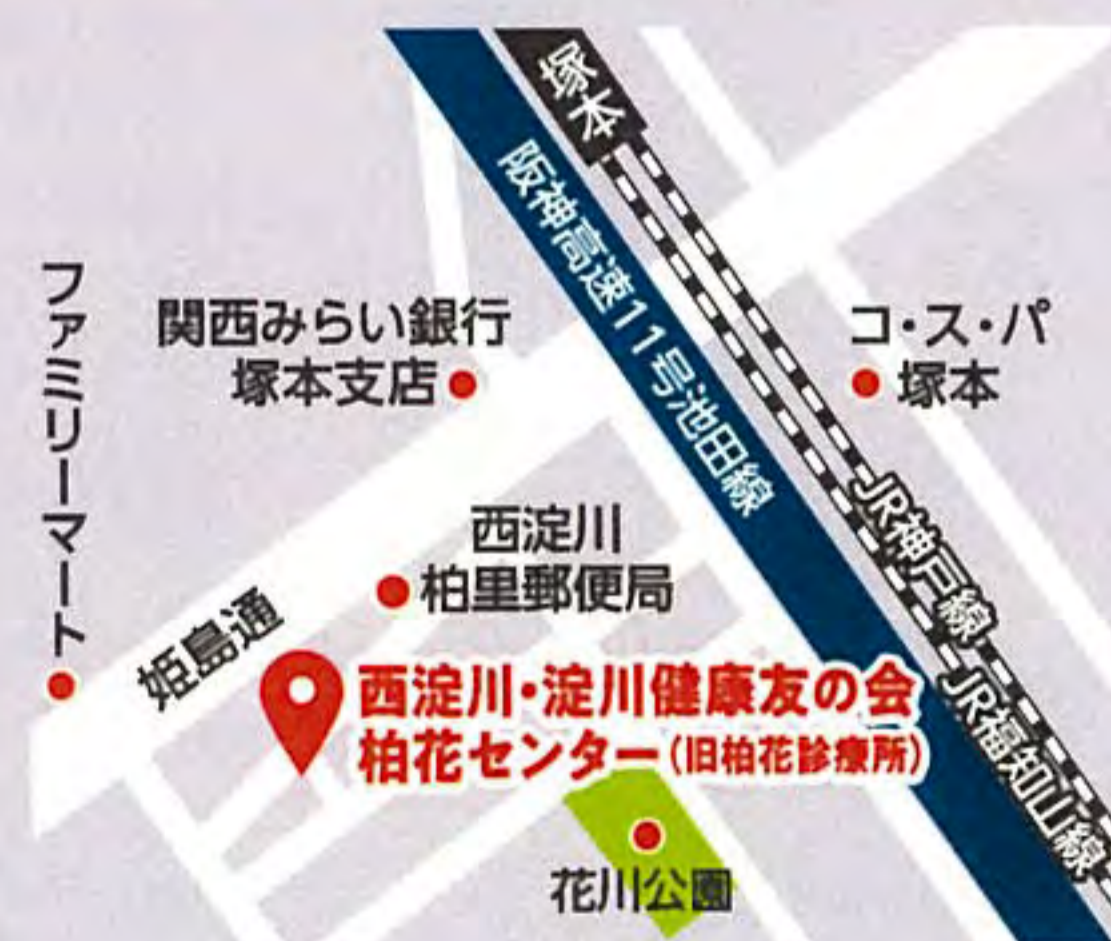 塚本
阪神高速11号池田線
ファミリーマート
関西みらい銀行
塚本支店
コ・ス・パ
塚本
JR神戸線
JR福知山線
西淀川
柏里郵便局
姫島通
西淀川・淀川健康友の会
柏花センター(旧柏花診療所)
花川公園